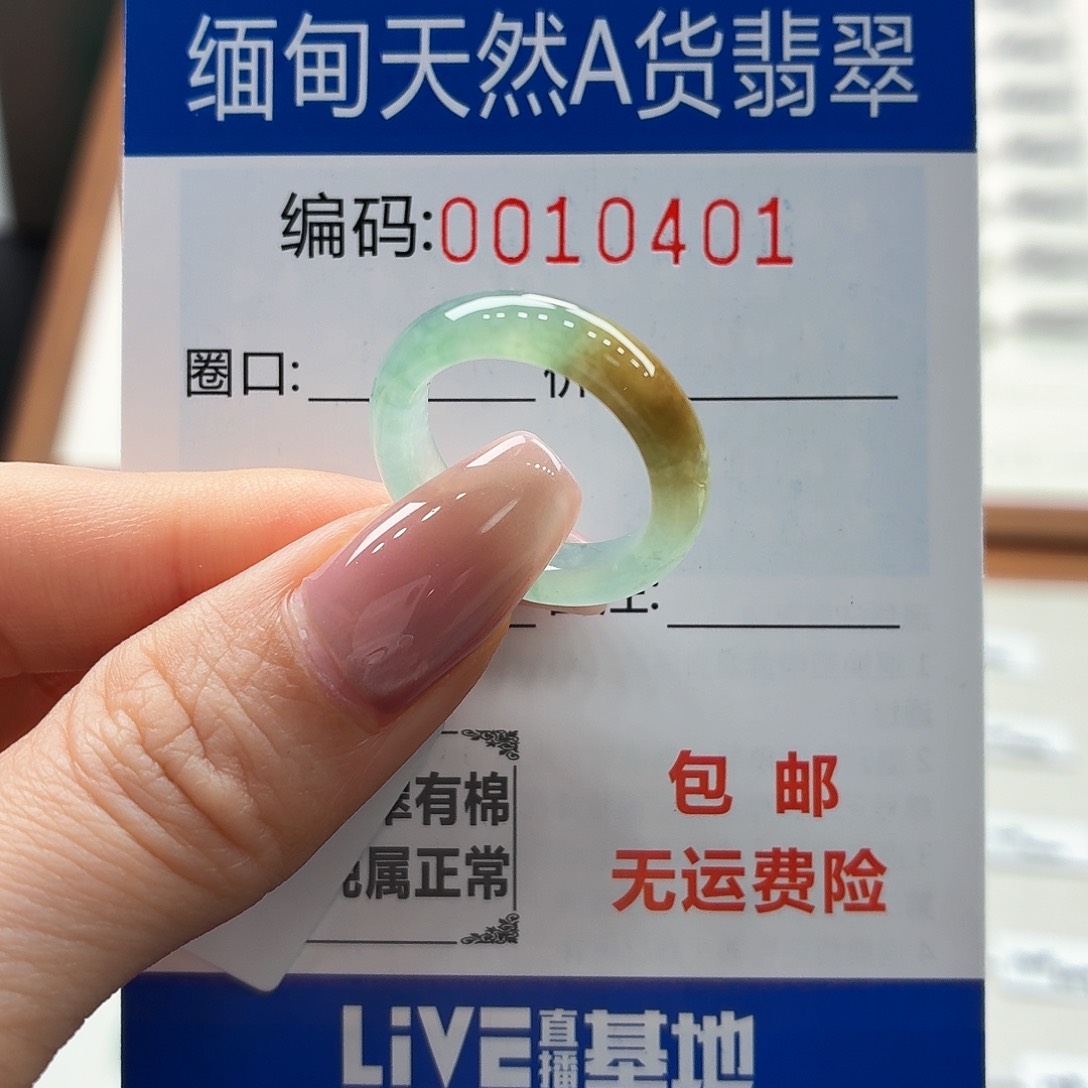 缅甸天然A货翡翠
编码:0010401
圈口:
有棉
属正常
包邮
无运费险
LiVE直播基地